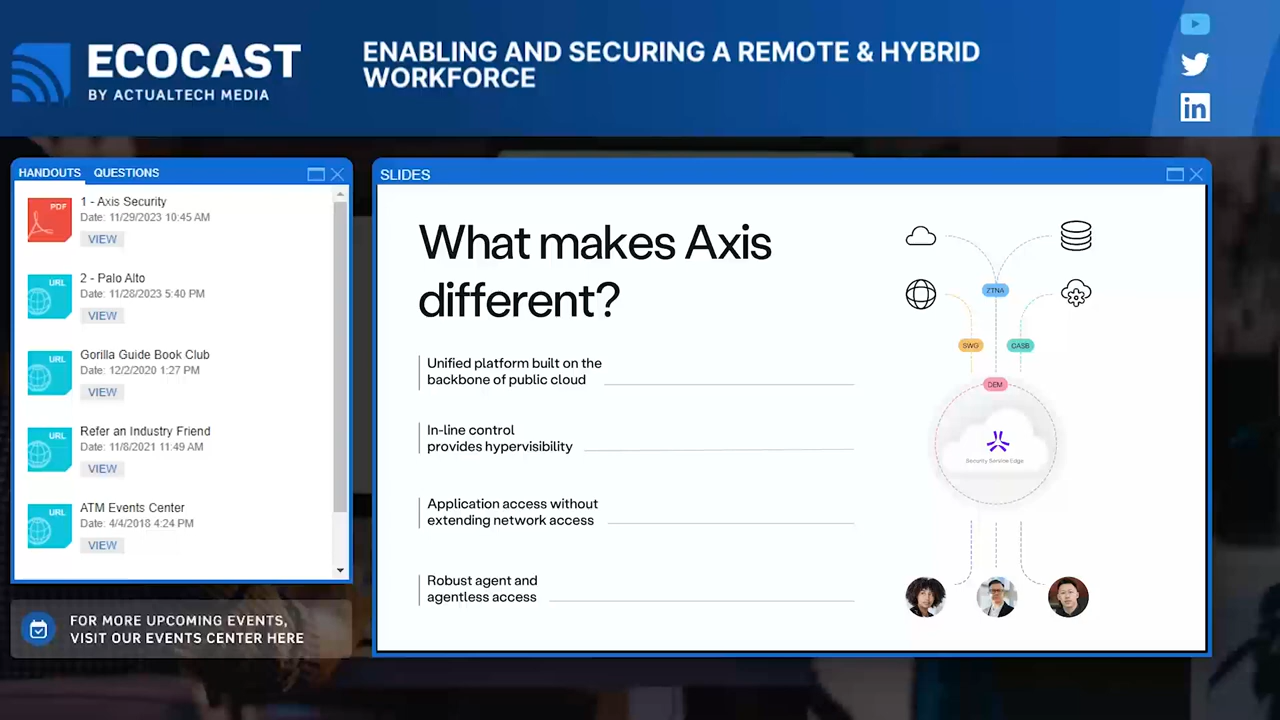 ECOCAST
BY ACTUALTECH MEDIA
ENABLING AND SECURING A REMOTE & HYBRID
WORKFORCE
HANDOUTS QUESTIONS
PDF
1 - Axis Security
Date: 11/29/2023 10:45 AM
VIEW
URL
2 - Palo Alto
Date: 11/28/2023 5:40 PM
VIEW
URL
Gorilla Guide Book Club
Date: 12/2/2020 1:27 PM
VIEW
URL
Refer an Industry Friend
Date: 11/8/2021 11:49 AM
VIEW
URL
ATM Events Center
Date: 4/4/2018 4:24 PM
VIEW
FOR MORE UPCOMING EVENTS,
VISIT OUR EVENTS CENTER HERE
SLIDES
What makes Axis
different?
Unified platform built on the
backbone of public cloud
In-line control
provides hypervisibility
Application access without
extending network access
Robust agent and
agentless access
ZTNA
SWG
CASB
DEM
Security Service Edge
in